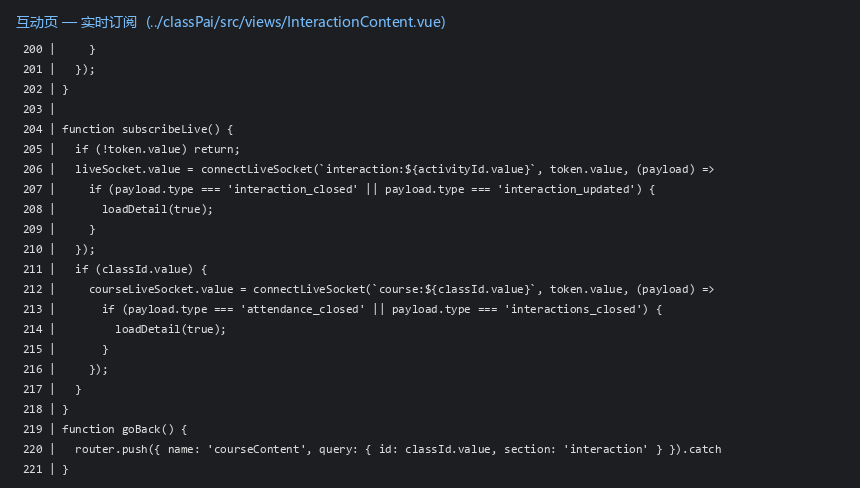 互动页 — 实时订阅（../classPai/src/views/InteractionContent.vue)
200 |     }
201 |   });
202 | }
203 |
204 | function subscribeLive() {
205 |   if (!token.value) return;
206 |   liveSocket.value = connectLiveSocket(`interaction:${activityId.value}`, token.value, (payload) =>
207 |     if (payload.type === 'interaction_closed' || payload.type === 'interaction_updated') {
208 |       loadDetail(true);
209 |     }
210 |   });
211 |   if (classId.value) {
212 |     courseLiveSocket.value = connectLiveSocket(`course:${classId.value}`, token.value, (payload) =>
213 |       if (payload.type === 'attendance_closed' || payload.type === 'interactions_closed') {
214 |         loadDetail(true);
215 |       }
216 |     });
217 |   }
218 | }
219 | function goBack() {
220 |   router.push({ name: 'courseContent', query: { id: classId.value, section: 'interaction' } }).catch
221 | }